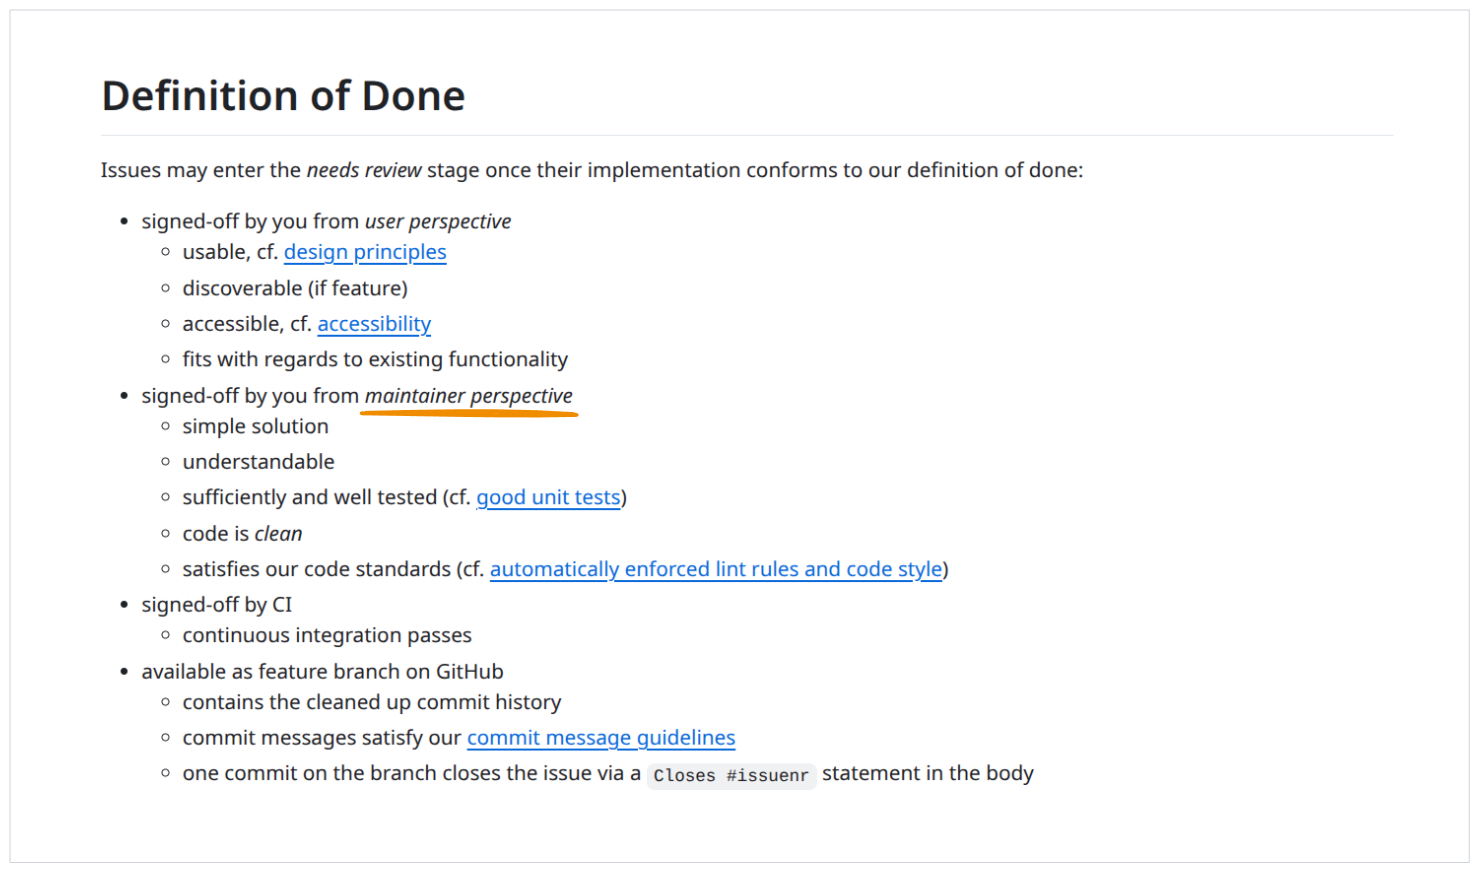 Definition of Done
Issues may enter the needs review stage once their implementation conforms to our definition of done:
signed-off by you from user perspective
usable, cf. design principles
discoverable (if feature)
accessible, cf. accessibility
fits with regards to existing functionality
signed-off by you from maintainer perspective
simple solution
understandable
sufficiently and well tested (cf. good unit tests)
code is clean
satisfies our code standards (cf. automatically enforced lint rules and code style)
signed-off by CI
continuous integration passes
available as feature branch on GitHub
contains the cleaned up commit history
commit messages satisfy our commit message guidelines
one commit on the branch closes the issue via a Closes #issuenr statement in the body